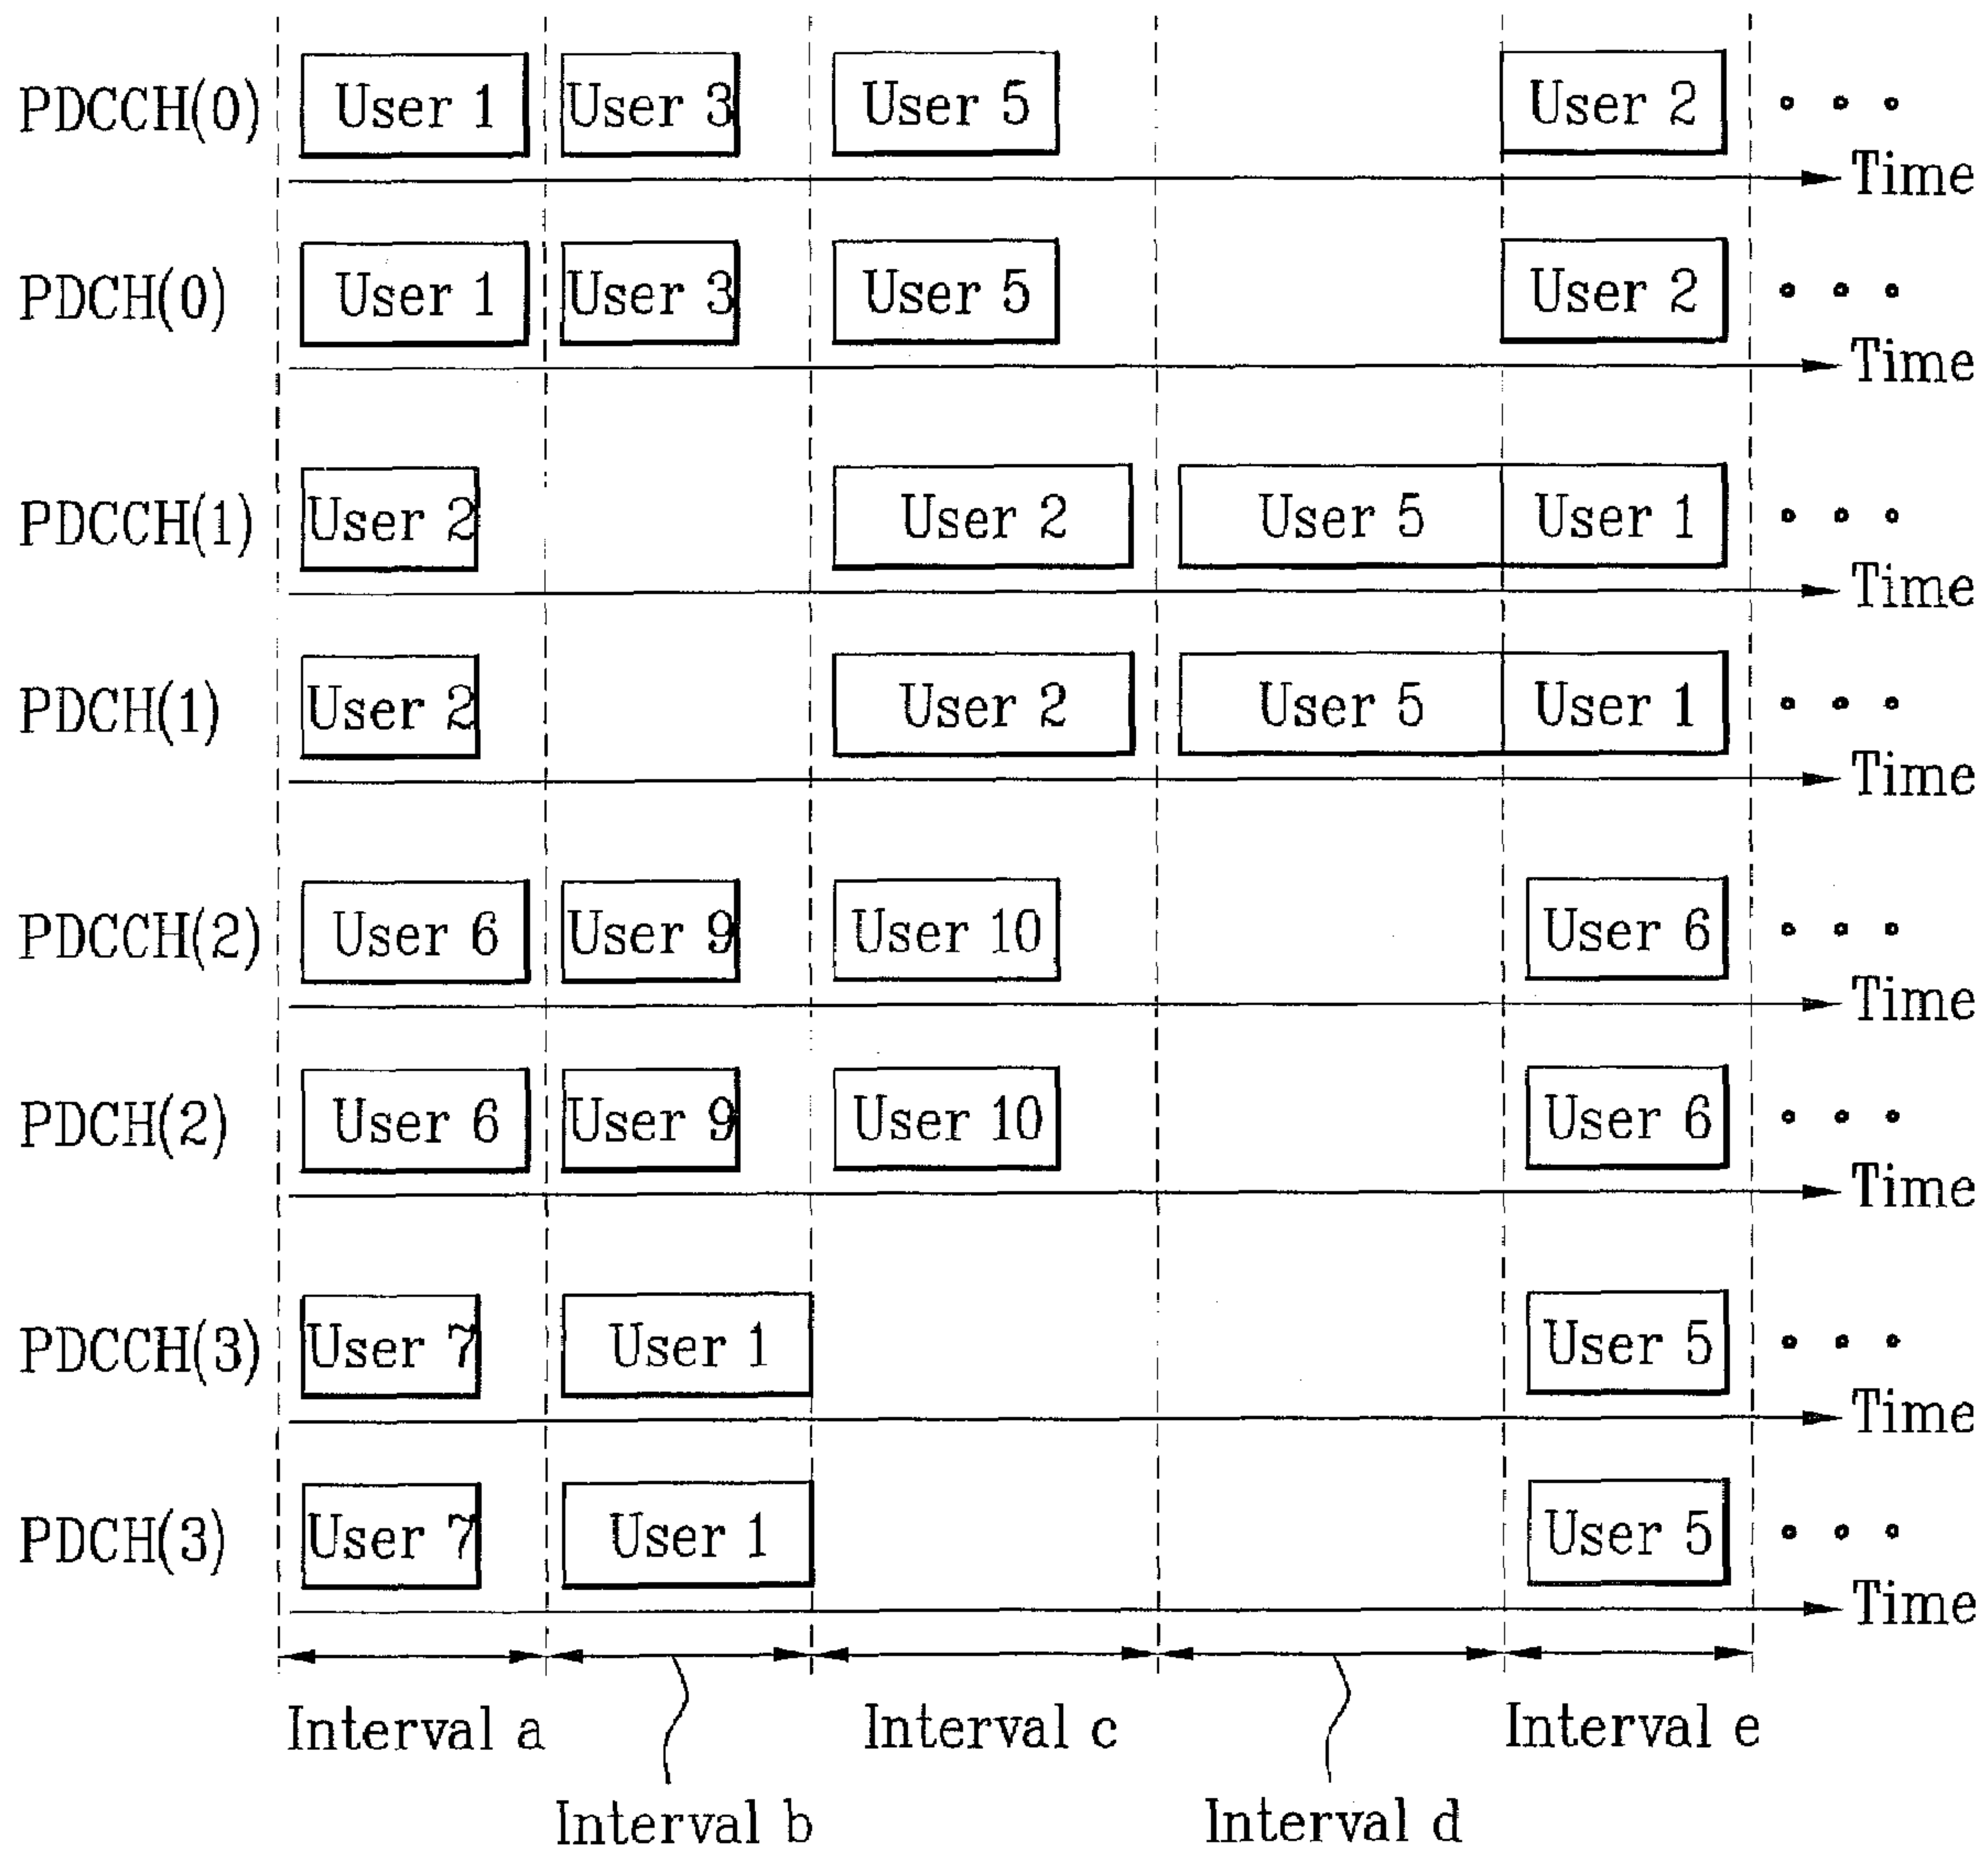 PDCCH(0) User 1 User 3 User 5 User 2
Time
PDCH(0) User 1 User 3 User 5 User 2
Time
PDCCH(1) User 2 User 2 User 5 User 1
Time
PDCH(1) User 2 User 2 User 5 User 1
Time
PDCCH(2) User 6 User 9 User 10 User 6
Time
PDCH(2) User 6 User 9 User 10 User 6
Time
PDCCH(3) User 7 User 1 User 5
Time
PDCH(3) User 7 User 1 User 5
Time
Interval a Interval c Interval e
Interval b Interval d